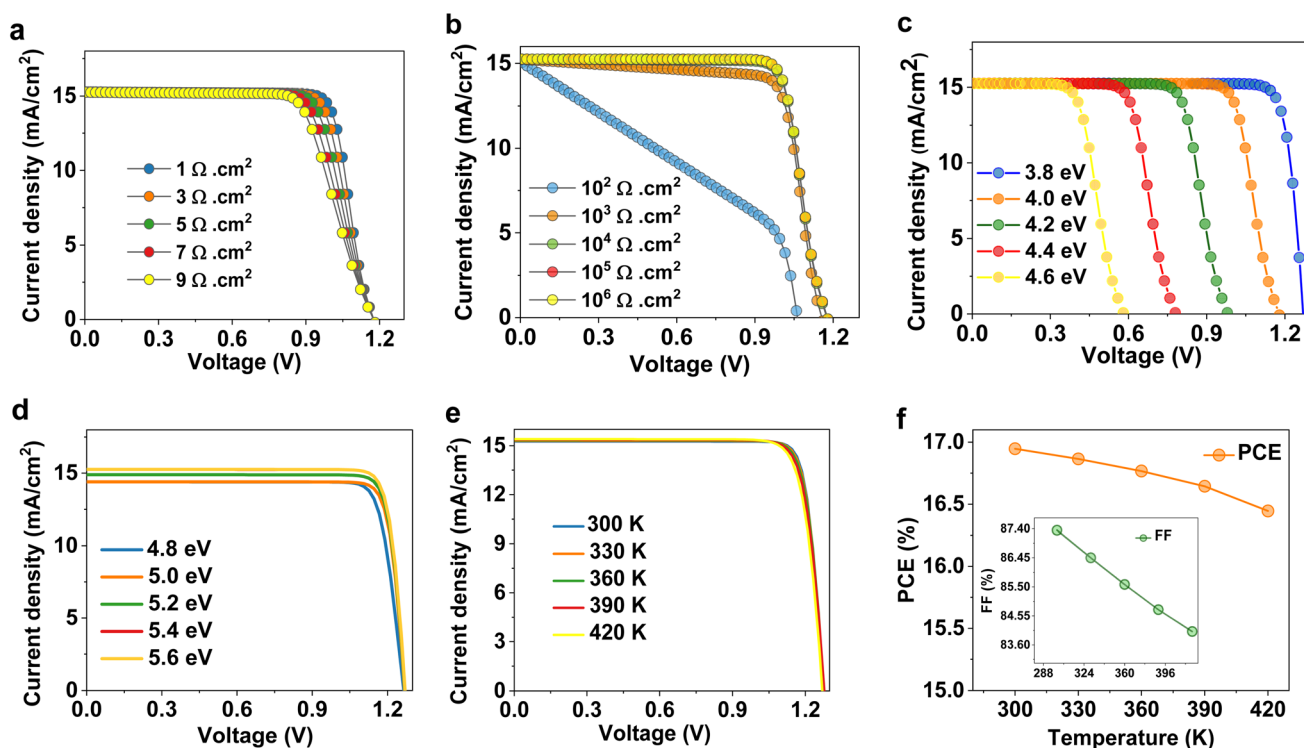 a
Current density (mA/cm²)
15
10
5
0
1 Ω .cm²
3 Ω .cm²
5 Ω .cm²
7 Ω .cm²
9 Ω .cm²
0.0 0.3 0.6 0.9 1.2
Voltage (V)
b
Current density (mA/cm²)
15
10
5
0
10² Ω .cm²
10³ Ω .cm²
10⁴ Ω .cm²
10⁵ Ω .cm²
10⁶ Ω .cm²
0.0 0.3 0.6 0.9 1.2
Voltage (V)
c
Current density (mA/cm²)
15
10
5
0
3.8 eV
4.0 eV
4.2 eV
4.4 eV
4.6 eV
0.0 0.3 0.6 0.9 1.2
Voltage (V)
d
Current density (mA/cm²)
15
10
5
0
4.8 eV
5.0 eV
5.2 eV
5.4 eV
5.6 eV
0.0 0.3 0.6 0.9 1.2
Voltage (V)
e
Current density (mA/cm²)
15
12
9
6
3
0
300 K
330 K
360 K
390 K
420 K
0.0 0.3 0.6 0.9 1.2
Voltage (V)
f
PCE (%)
17.0
16.5
16.0
15.5
15.0
PCE
FF (%)
87.40
86.45
85.50
84.55
83.60
FF
288 324 360 396
300 330 360 390 420
Temperature (K)